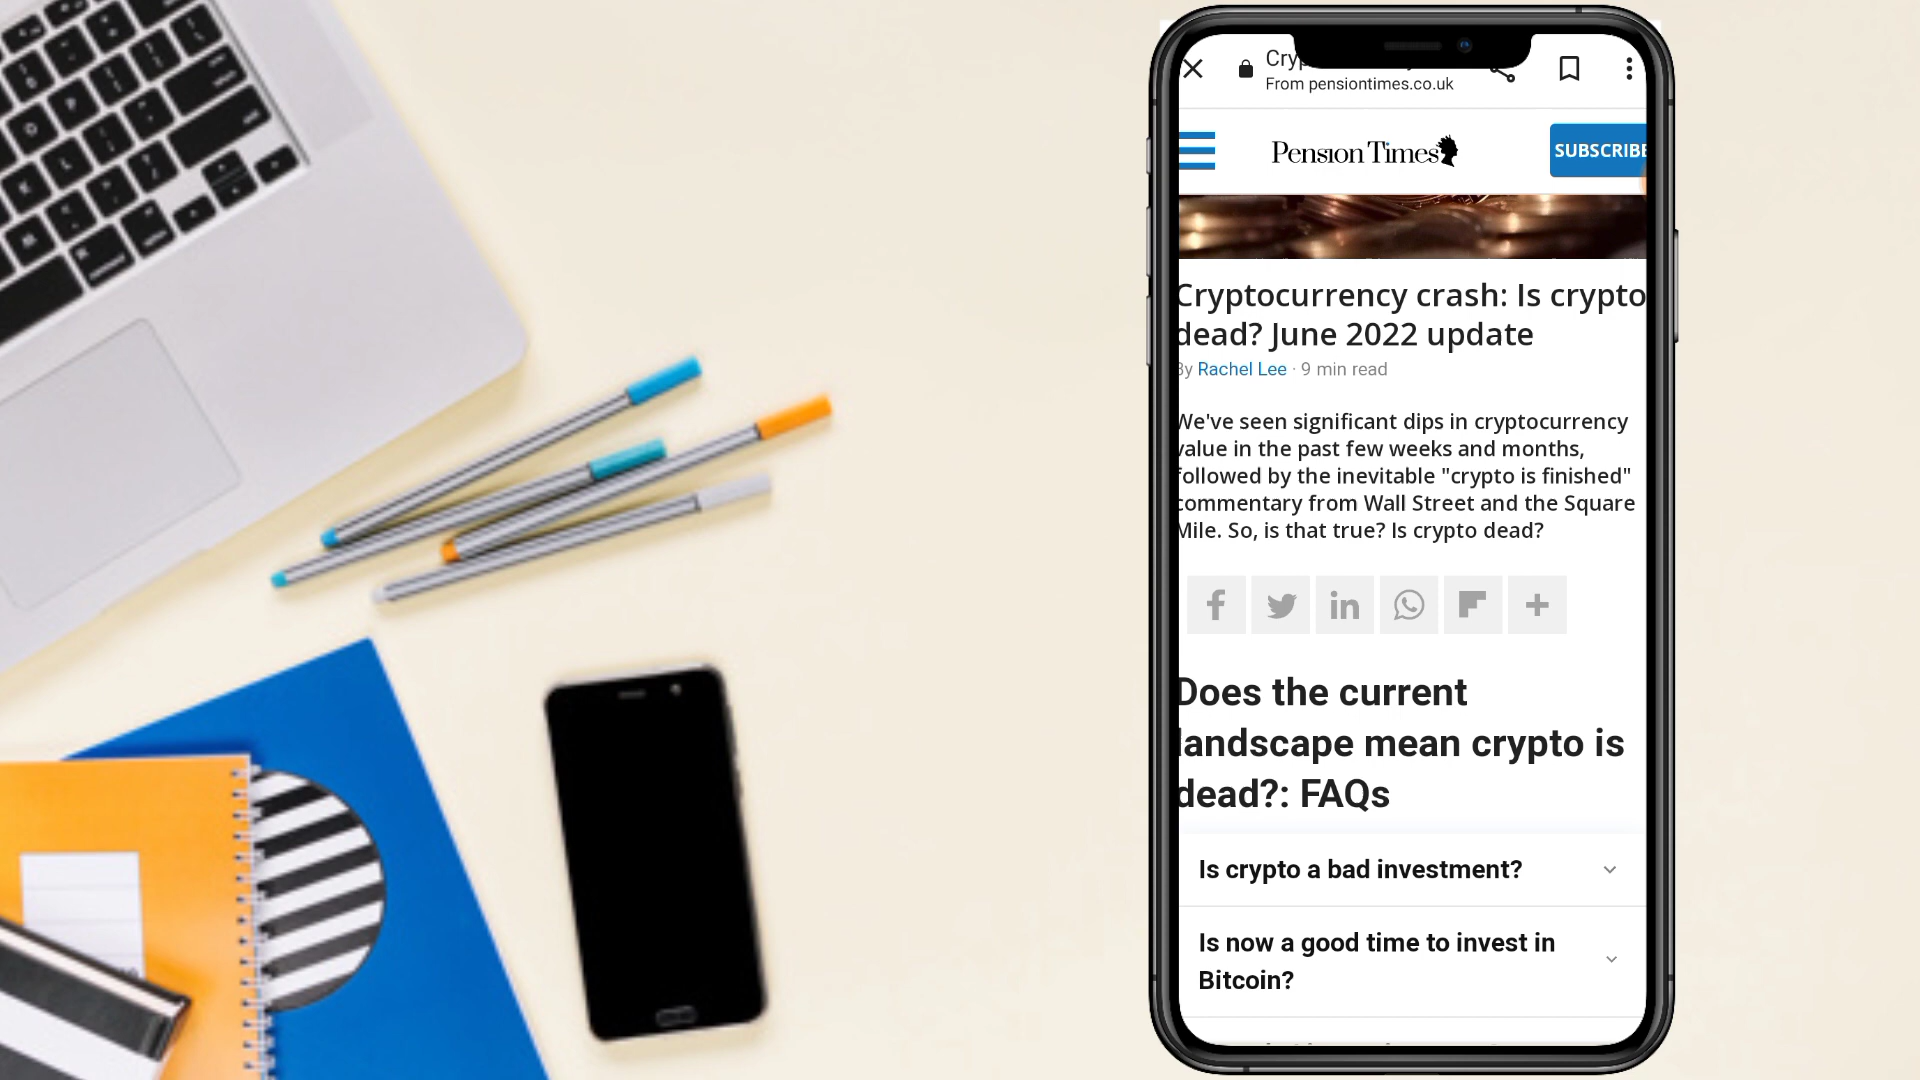 Cryp
From pensiontimes.co.uk
Pension Times
SUBSCRIBE
Cryptocurrency crash: Is crypto
dead? June 2022 update
By Rachel Lee · 9 min read
We've seen significant dips in cryptocurrency
value in the past few weeks and months,
followed by the inevitable "crypto is finished"
commentary from Wall Street and the Square
Mile. So, is that true? Is crypto dead?
Does the current
landscape mean crypto is
dead?: FAQs
Is crypto a bad investment?
Is now a good time to invest in
Bitcoin?